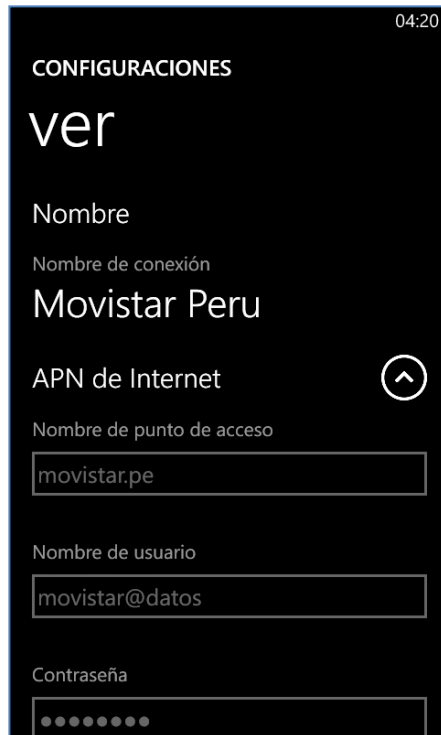 04:20
CONFIGURACIONES
ver
Nombre
Nombre de conexión
Movistar Peru
APN de Internet
Nombre de punto de acceso
movistar.pe
Nombre de usuario
movistar@datos
Contraseña
●●●●●●●●